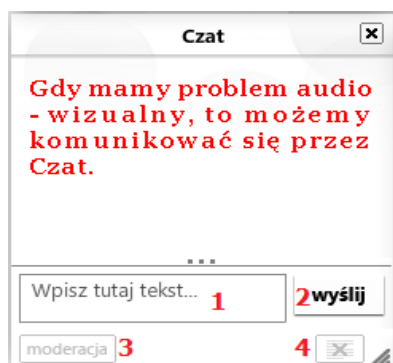 Czat
Gdy mamy problem audio
- wizualny, to możemy
komunikować się przez
Czat.
Wpisz tutaj tekst... 1
2 wyślij
moderacja 3
4